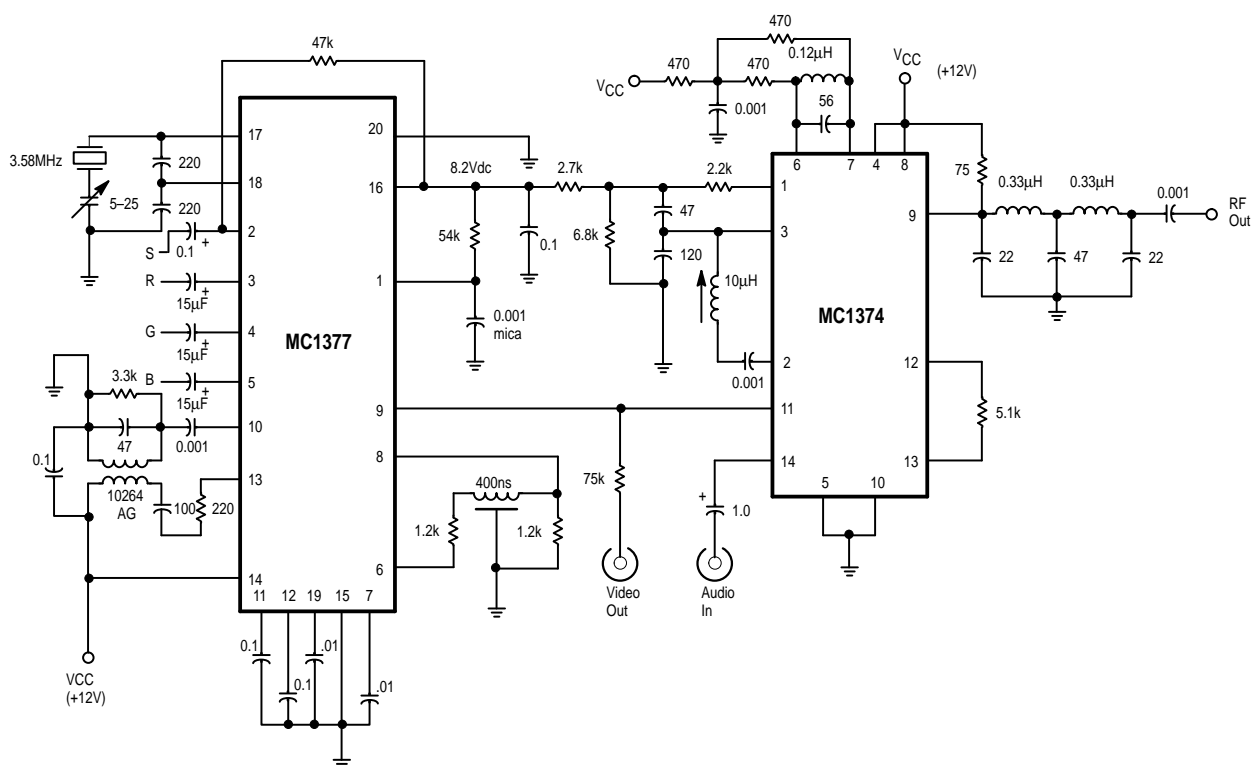 47k
470
0.12µH
470
470
VCC
0.001
56
VCC
(+12V)
17
20
3.58MHz
220
18
5–25
220
S
0.1
+
2
16
8.2Vdc
2.7k
2.2k
6
7
4
8
75
0.33µH
0.33µH
0.001
RF
Out
1
9
R
15µF
+
3
54k
0.1
6.8k
47
3
120
22
47
22
1
10µH
G
15µF
+
4
MC1377
0.001
mica
MC1374
3.3k
B
15µF
+
5
0.001
2
12
9
11
5.1k
47
0.001
10
0.1
8
14
13
13
10264
AG
100
220
400ns
75k
+
1.0
5
10
1.2k
1.2k
6
14
Video
Out
Audio
In
11
12
19
15
7
0.1
0.1
.01
.01
VCC
(+12V)